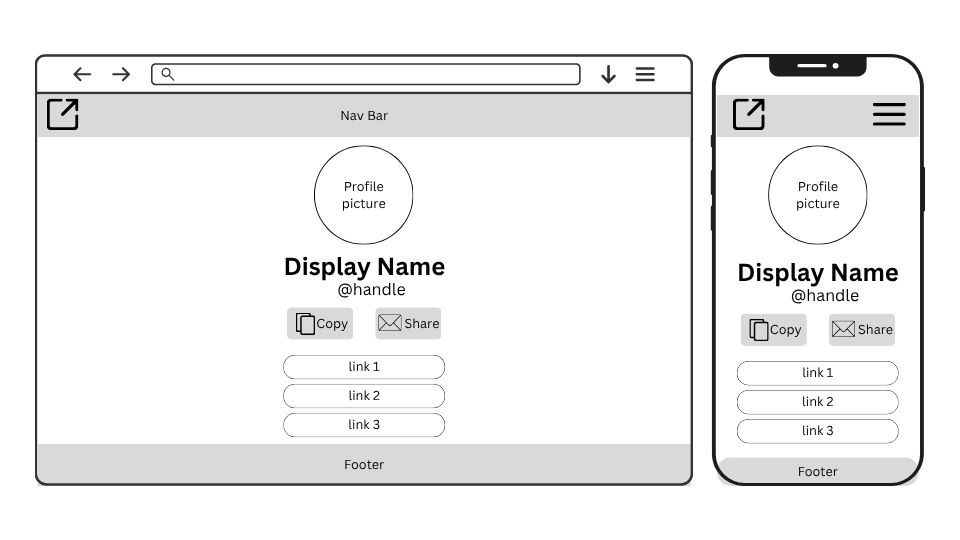 Nav Bar
Profile
picture
Display Name
@handle
Copy
Share
link 1
link 2
link 3
Footer
Profile
picture
Display Name
@handle
Copy
Share
link 1
link 2
link 3
Footer